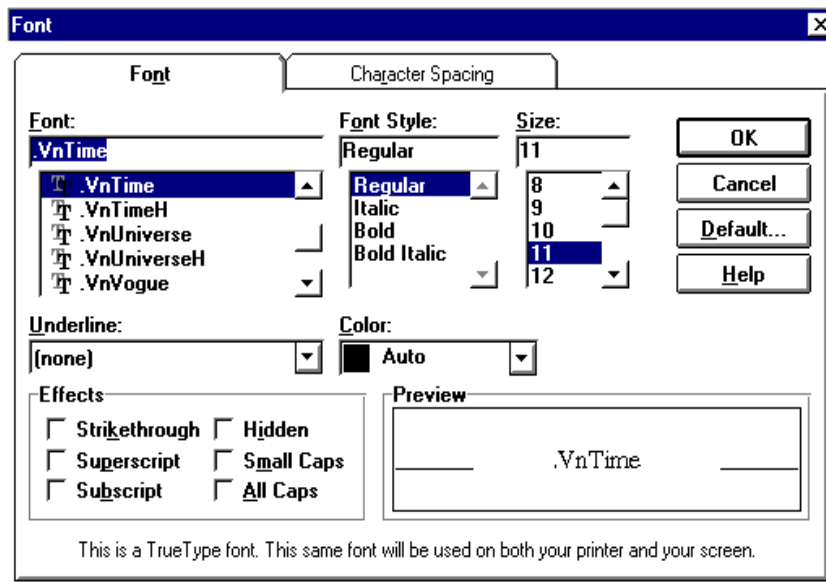 Font
Font Character Spacing
Font: Font Style: Size:
.VnTime Regular 11
.VnTime Regular 8
.VnTimeH Italic 9
.VnUniverse Bold 10
.VnUniverseH Bold Italic 11
.VnVogue 12
OK
Cancel
Default...
Help
Underline: Color:
(none) Auto
Effects
Strikethrough Hidden
Superscript Small Caps
Subscript All Caps
Preview
.VnTime
This is a TrueType font. This same font will be used on both your printer and your screen.